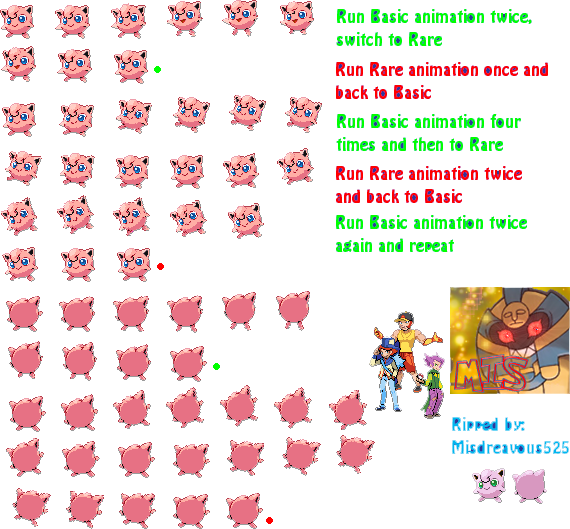 Run Basic animation twice,
switch to Rare
Run Rare animation once and
back to Basic
Run Basic animation four
times and then to Rare
Run Rare animation twice
and back to Basic
Run Basic animation twice
again and repeat
MIS
Ripped by:
Misdreavous525